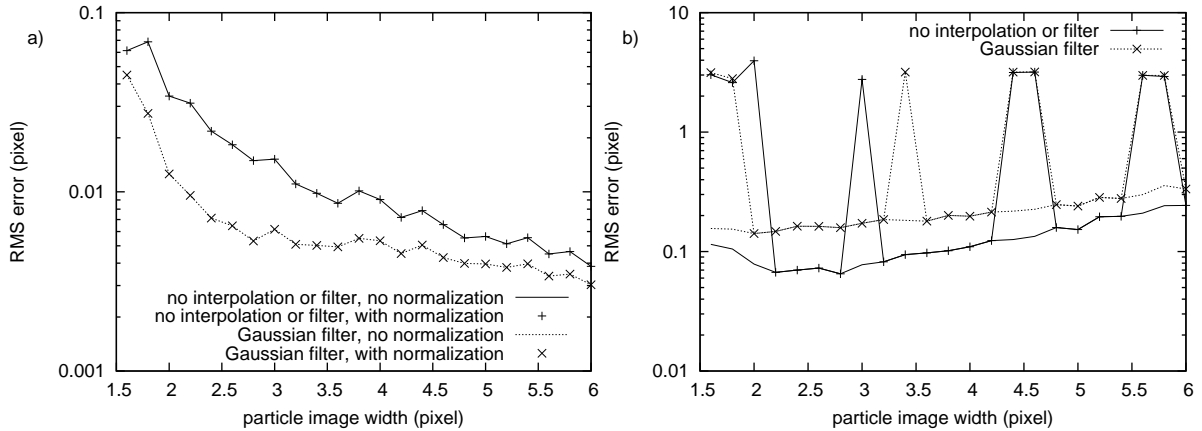 a)
0.1
0.01
0.001
RMS error (pixel)
no interpolation or filter, no normalization
no interpolation or filter, with normalization
Gaussian filter, no normalization
Gaussian filter, with normalization
1.5 2 2.5 3 3.5 4 4.5 5 5.5 6
particle image width (pixel)
b)
10
1
0.1
0.01
RMS error (pixel)
no interpolation or filter
Gaussian filter
1.5 2 2.5 3 3.5 4 4.5 5 5.5 6
particle image width (pixel)